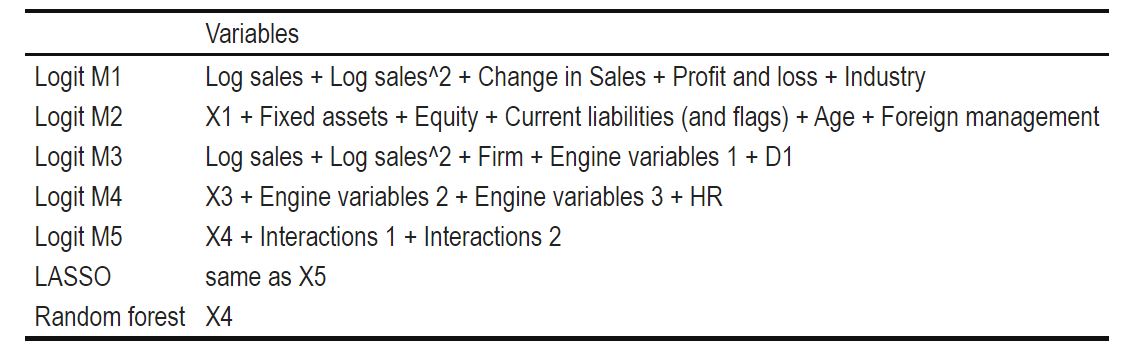 Variables
Logit M1 Log sales + Log sales^2 + Change in Sales + Profit and loss + Industry
Logit M2 X1 + Fixed assets + Equity + Current liabilities (and flags) + Age + Foreign management
Logit M3 Log sales + Log sales^2 + Firm + Engine variables 1 + D1
Logit M4 X3 + Engine variables 2 + Engine variables 3 + HR
Logit M5 X4 + Interactions 1 + Interactions 2
LASSO same as X5
Random forest X4